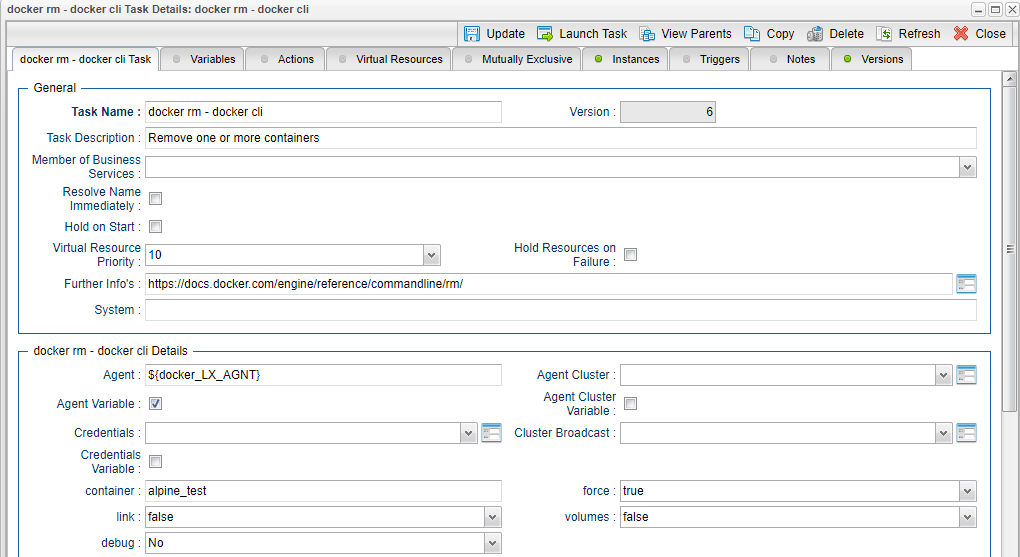 docker rm - docker cli Task Details: docker rm - docker cli
Update Launch Task View Parents Copy Delete Refresh Close
docker rm - docker cli Task Variables Actions Virtual Resources Mutually Exclusive Instances Triggers Notes Versions
General
Task Name : docker rm - docker cli Version : 6
Task Description : Remove one or more containers
Member of Business
Services :
Resolve Name
Immediately :
Hold on Start :
Virtual Resource
Priority : 10 Hold Resources on
Failure :
Further Info's : https://docs.docker.com/engine/reference/commandline/rm/
System :
docker rm - docker cli Details
Agent : ${docker_LX_AGNT} Agent Cluster :
Agent Variable : Agent Cluster
Variable :
Credentials : Cluster Broadcast :
Credentials
Variable :
container : alpine_test force : true
link : false volumes : false
debug : No